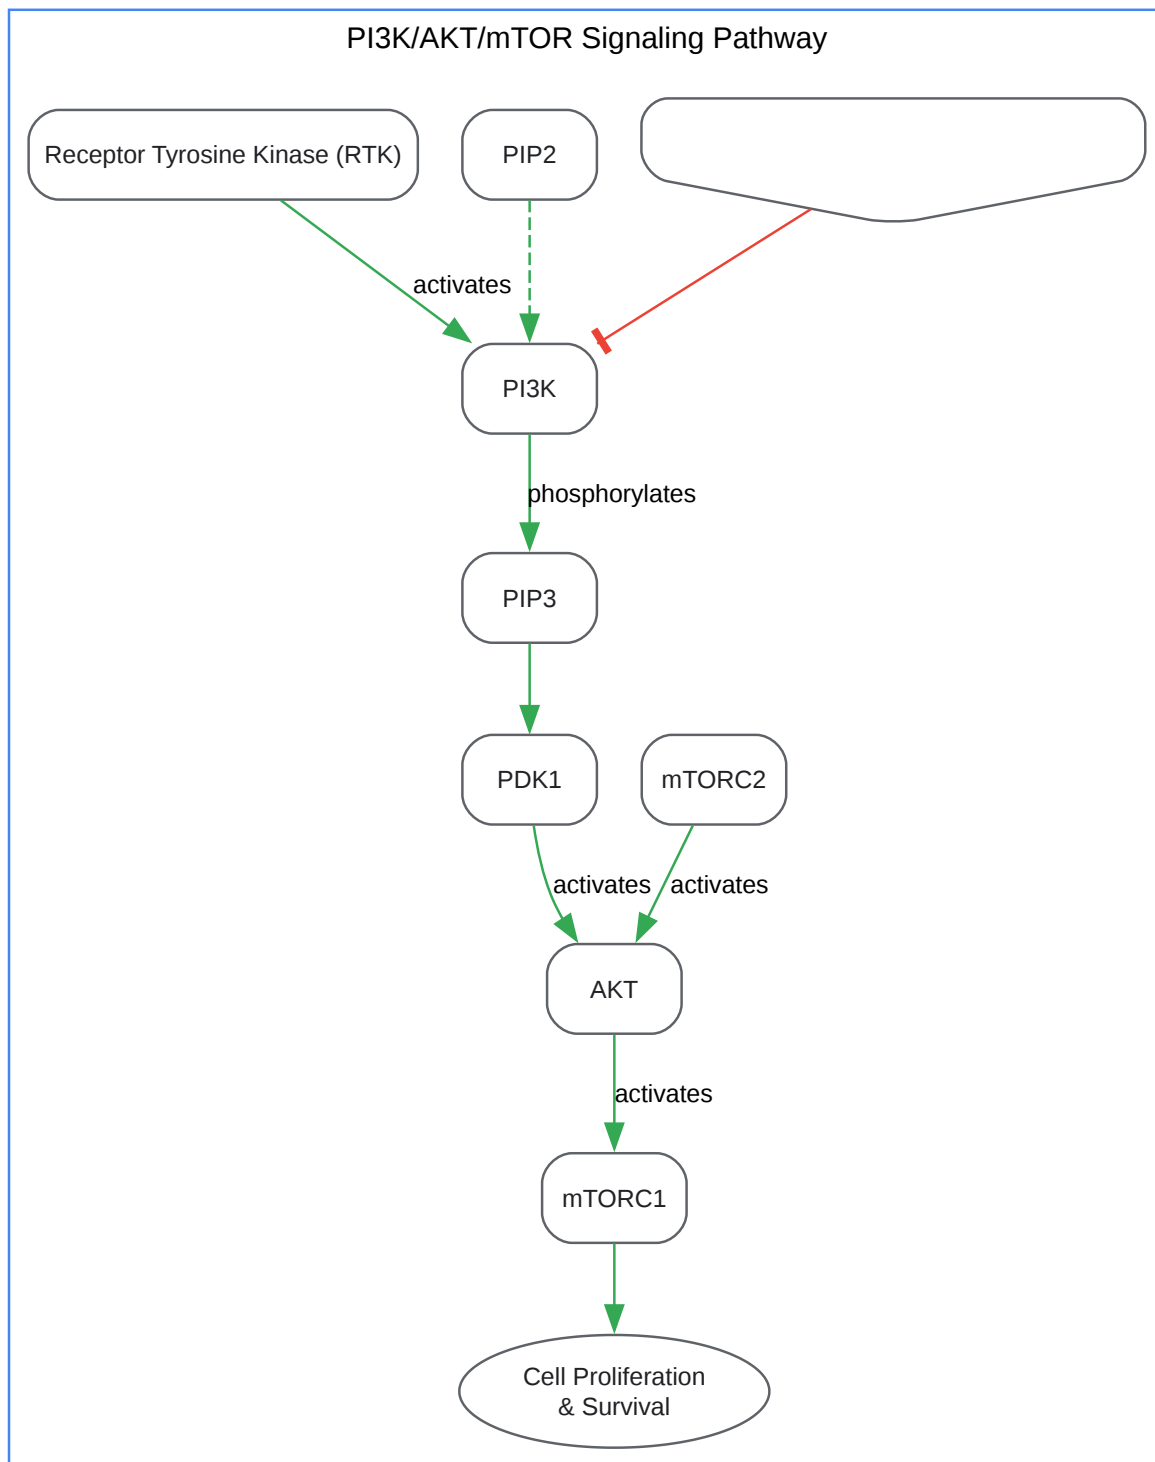 PI3K/AKT/mTOR Signaling Pathway
Receptor Tyrosine Kinase (RTK)
PIP2
activates
PI3K
phosphorylates
PIP3
PDK1
mTORC2
activates
activates
AKT
activates
mTORC1
Cell Proliferation
& Survival